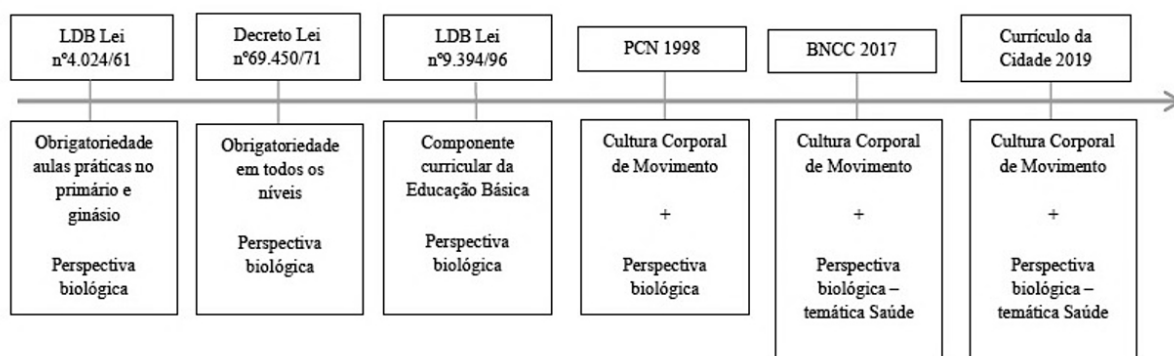 LDB Lei
nº4.024/61
Decreto Lei
nº69.450/71
LDB Lei
nº9.394/96
PCN 1998
BNCC 2017
Currículo da
Cidade 2019
Obrigatoriedade
aulas práticas no
primário e
ginásio
Perspectiva
biológica
Obrigatoriedade
em todos os
níveis
Perspectiva
biológica
Componente
curricular da
Educação Básica
Perspectiva
biológica
Cultura Corporal
de Movimento
+
Perspectiva
biológica
Cultura Corporal
de Movimento
+
Perspectiva
biológica –
temática Saúde
Cultura Corporal
de Movimento
+
Perspectiva
biológica –
temática Saúde